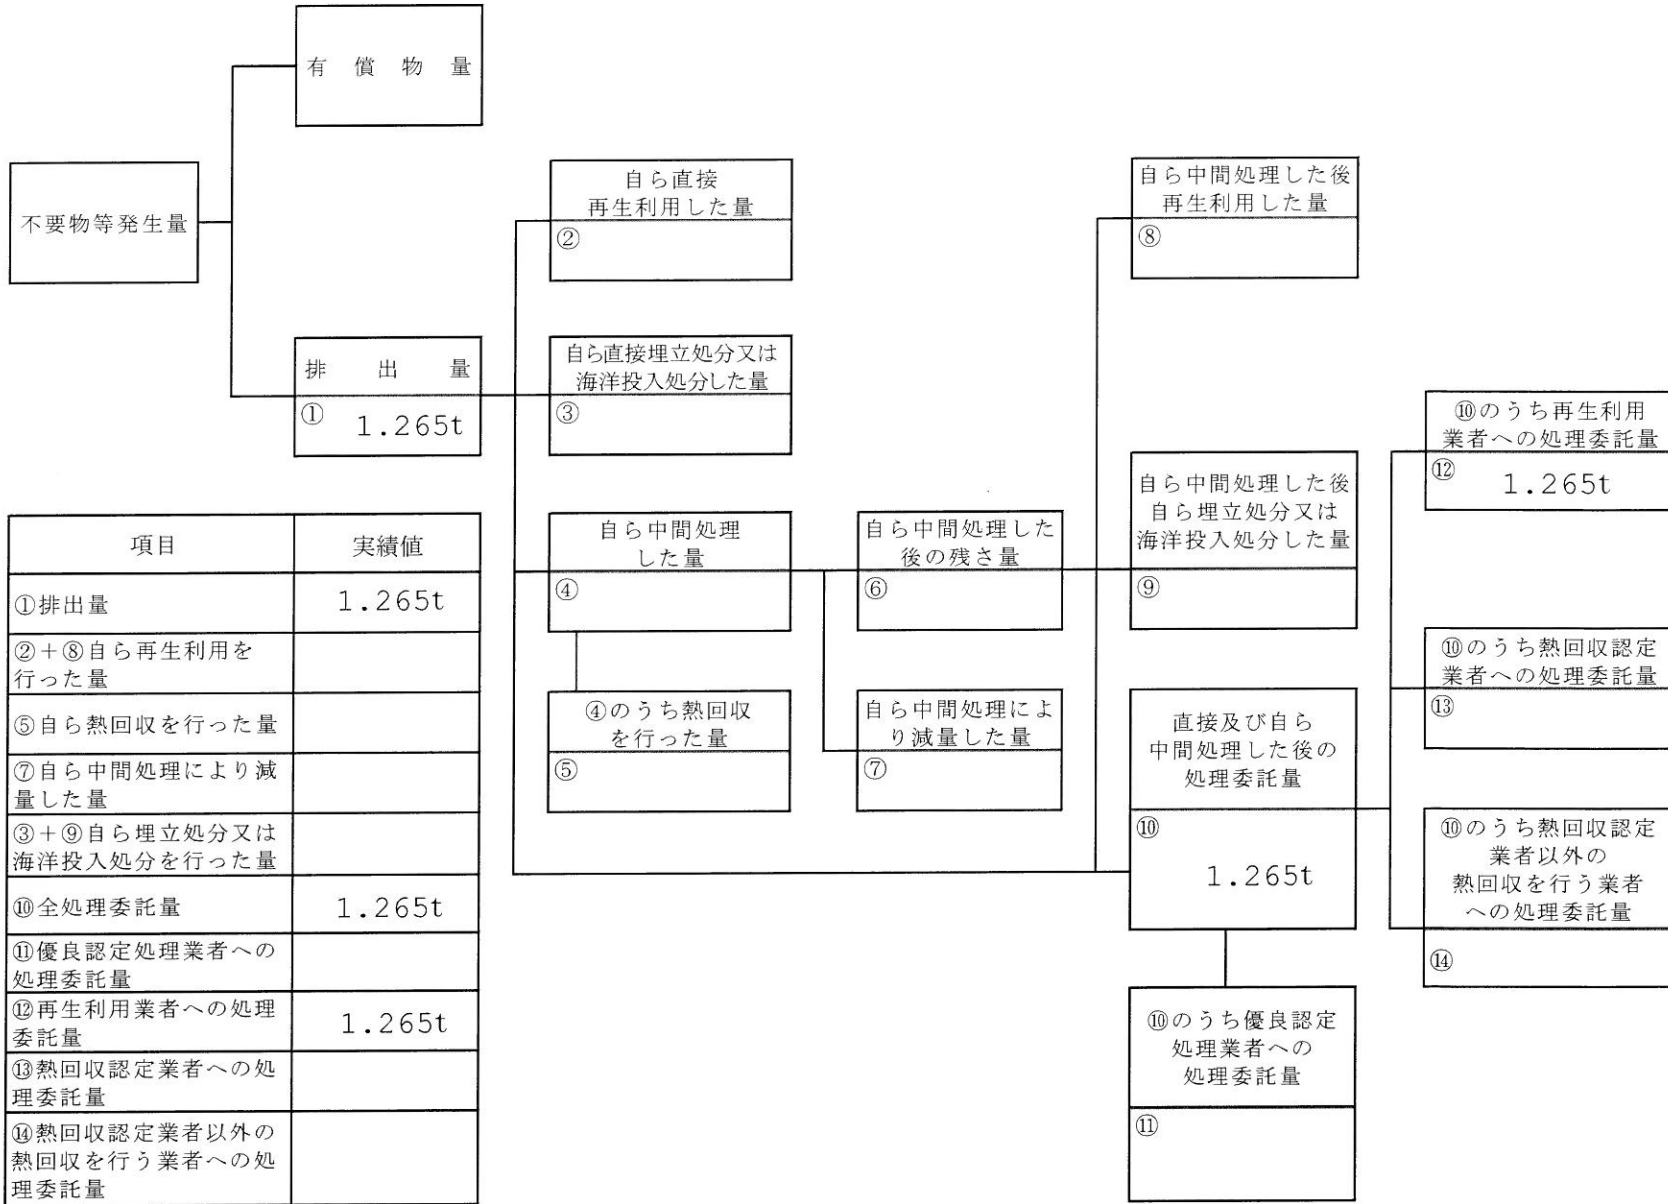 有償物量
不要物等発生量
排出量
① 1.265t
自ら直接
再生利用した量
②
自ら直接埋立処分又は
海洋投入処分した量
③
自ら中間処理
した量
④
④のうち熱回収
を行った量
⑤
自ら中間処理した
後の残さ量
⑥
自ら中間処理によ
り減量した量
⑦
自ら中間処理した後
再生利用した量
⑧
自ら中間処理した後
自ら埋立処分又は
海洋投入処分した量
⑨
直接及び自ら
中間処理した後の
処理委託量
⑩
1.265t
⑩のうち優良認定
処理業者への
処理委託量
⑪
⑩のうち再生利用
業者への処理委託量
⑫ 1.265t
⑩のうち熱回収認定
業者への処理委託量
⑬
⑩のうち熱回収認定
業者以外の
熱回収を行う業者
への処理委託量
⑭
項目 実績値
①排出量 1.265t
②+⑧自ら再生利用を
行った量
⑤自ら熱回収を行った量
⑦自ら中間処理により減
量した量
③+⑨自ら埋立処分又は
海洋投入処分を行った量
⑩全処理委託量 1.265t
⑪優良認定処理業者への
処理委託量
⑫再生利用業者への処理
委託量 1.265t
⑬熱回収認定業者への処
理委託量
⑭熱回収認定業者以外の
熱回収を行う業者への処
理委託量